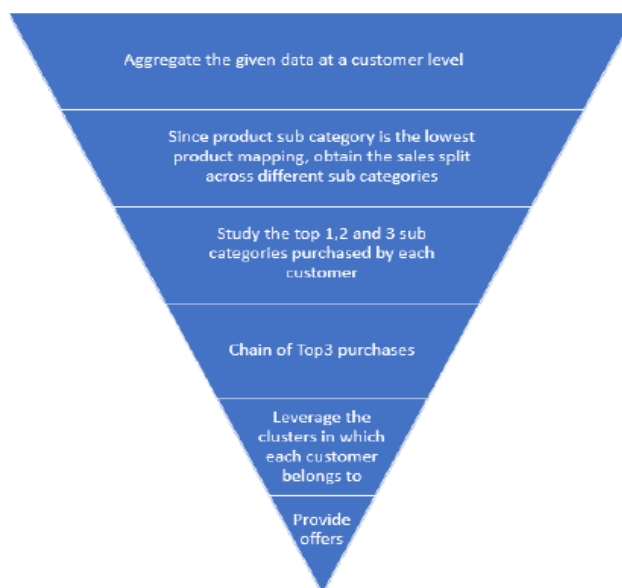 Aggregate the given data at a customer level
Since product sub category is the lowest
product mapping, obtain the sales split
across different sub categories
Study the top 1,2 and 3 sub
categories purchased by each
customer
Chain of Top3 purchases
Leverage the
clusters in which
each customer
belongs to
Provide
offers